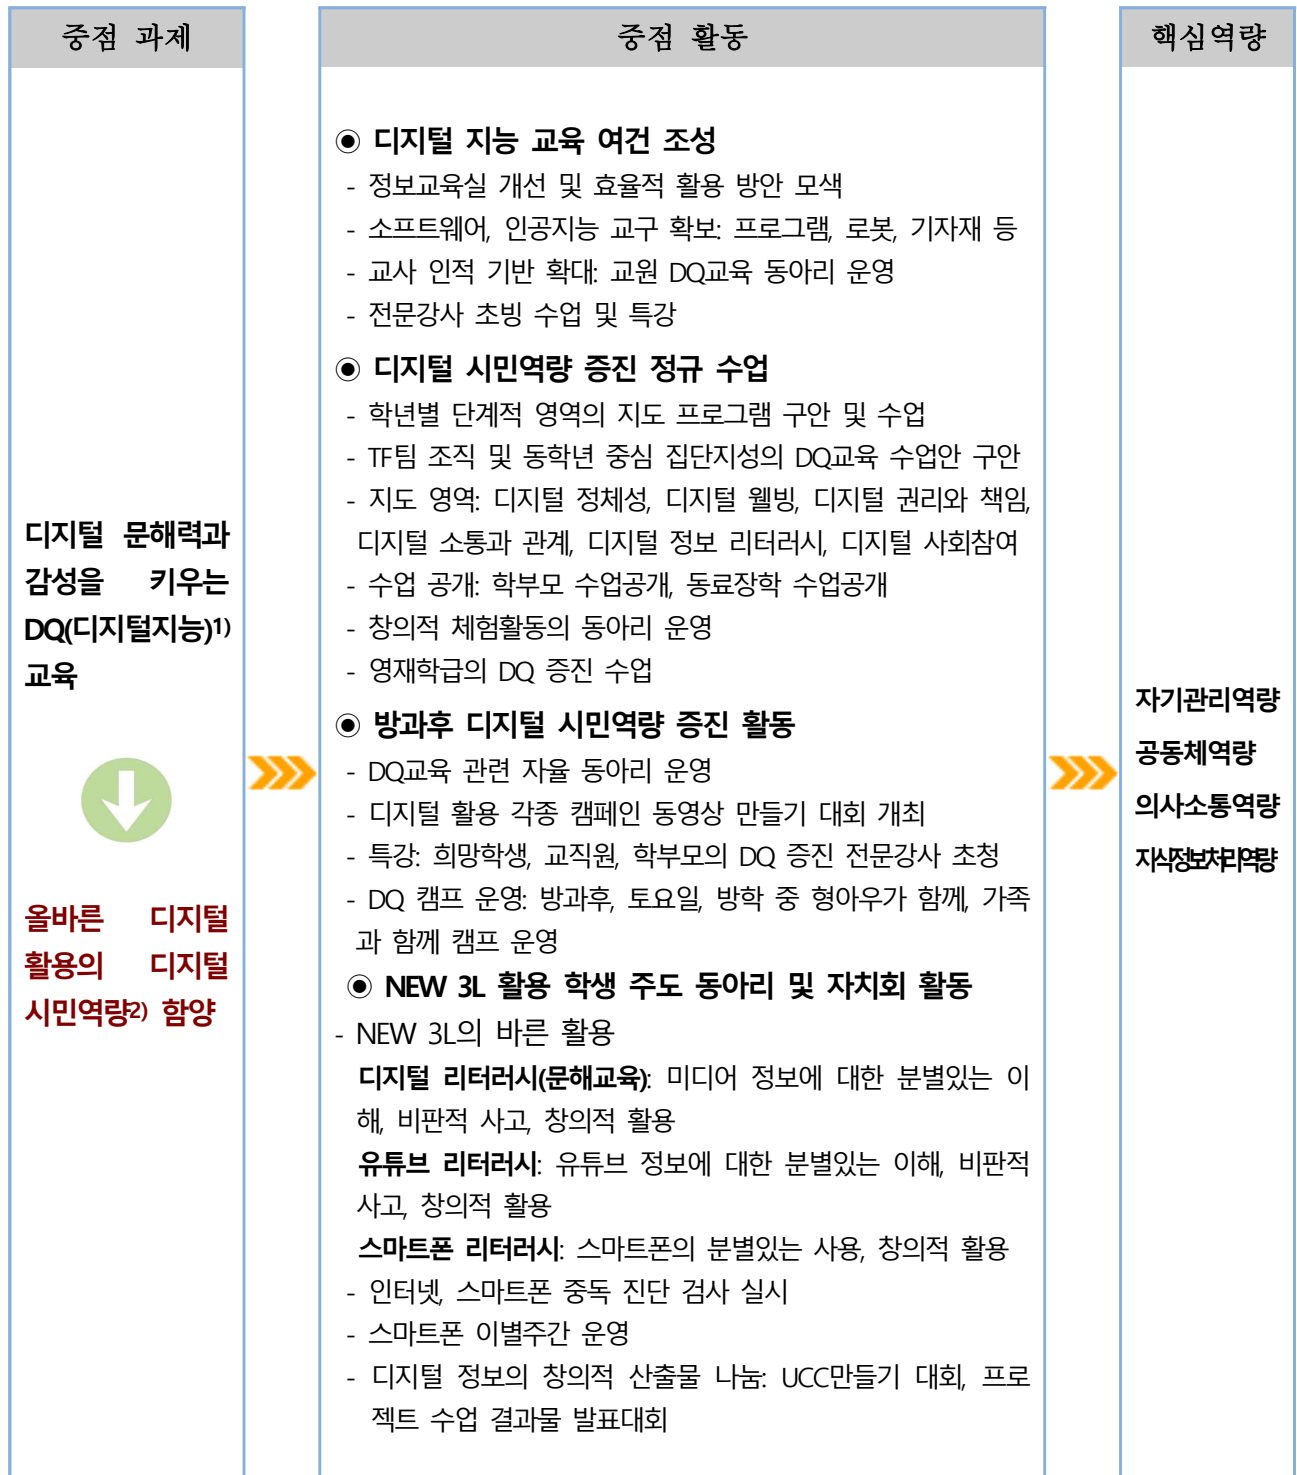 중점 과제
디지털 문해력과
감성을 키우는
DQ(디지털지능)1)
교육
올바른 디지털
활용의 디지털
시민역량2) 함양
중점 활동
◉ 디지털 지능 교육 여건 조성
- 정보교육실 개선 및 효율적 활용 방안 모색
- 소프트웨어, 인공지능 교구 확보: 프로그램, 로봇, 기자재 등
- 교사 인적 기반 확대: 교원 DQ교육 동아리 운영
- 전문강사 초빙 수업 및 특강
◉ 디지털 시민역량 증진 정규 수업
- 학년별 단계적 영역의 지도 프로그램 구안 및 수업
- TF팀 조직 및 동학년 중심 집단지성의 DQ교육 수업안 구안
- 지도 영역: 디지털 정체성, 디지털 웰빙, 디지털 권리와 책임,
디지털 소통과 관계, 디지털 정보 리터러시, 디지털 사회참여
- 수업 공개: 학부모 수업공개, 동료장학 수업공개
- 창의적 체험활동의 동아리 운영
- 영재학급의 DQ 증진 수업
◉ 방과후 디지털 시민역량 증진 활동
- DQ교육 관련 자율 동아리 운영
- 디지털 활용 각종 캠페인 동영상 만들기 대회 개최
- 특강: 희망학생, 교직원, 학부모의 DQ 증진 전문강사 초청
- DQ 캠프 운영: 방과후, 토요일, 방학 중 형아우가 함께, 가족
과 함께 캠프 운영
◉ NEW 3L 활용 학생 주도 동아리 및 자치회 활동
- NEW 3L의 바른 활용
디지털 리터러시(문해교육): 미디어 정보에 대한 분별있는 이
해, 비판적 사고, 창의적 활용
유튜브 리터러시: 유튜브 정보에 대한 분별있는 이해, 비판적
사고, 창의적 활용
스마트폰 리터러시: 스마트폰의 분별있는 사용, 창의적 활용
- 인터넷, 스마트폰 중독 진단 검사 실시
- 스마트폰 이별주간 운영
- 디지털 정보의 창의적 산출물 나눔: UCC만들기 대회, 프로
젝트 수업 결과물 발표대회
핵심역량
자기관리역량
공동체역량
의사소통역량
지식정보처리역량